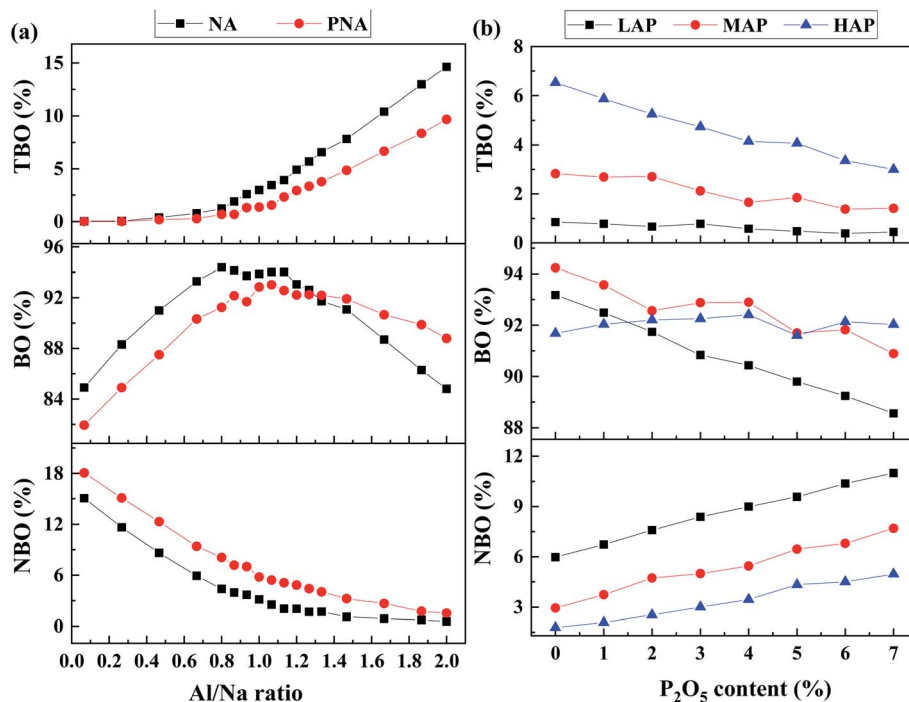 (a)
NA PNA
TBO (%)
15
10
5
0
BO (%)
96
92
88
84
NBO (%)
18
12
6
0
0.0 0.2 0.4 0.6 0.8 1.0 1.2 1.4 1.6 1.8 2.0
Al/Na ratio
(b)
LAP MAP HAP
TBO (%)
8
6
4
2
0
BO (%)
94
92
90
88
NBO (%)
12
9
6
3
0 1 2 3 4 5 6 7
P₂O₅ content (%)